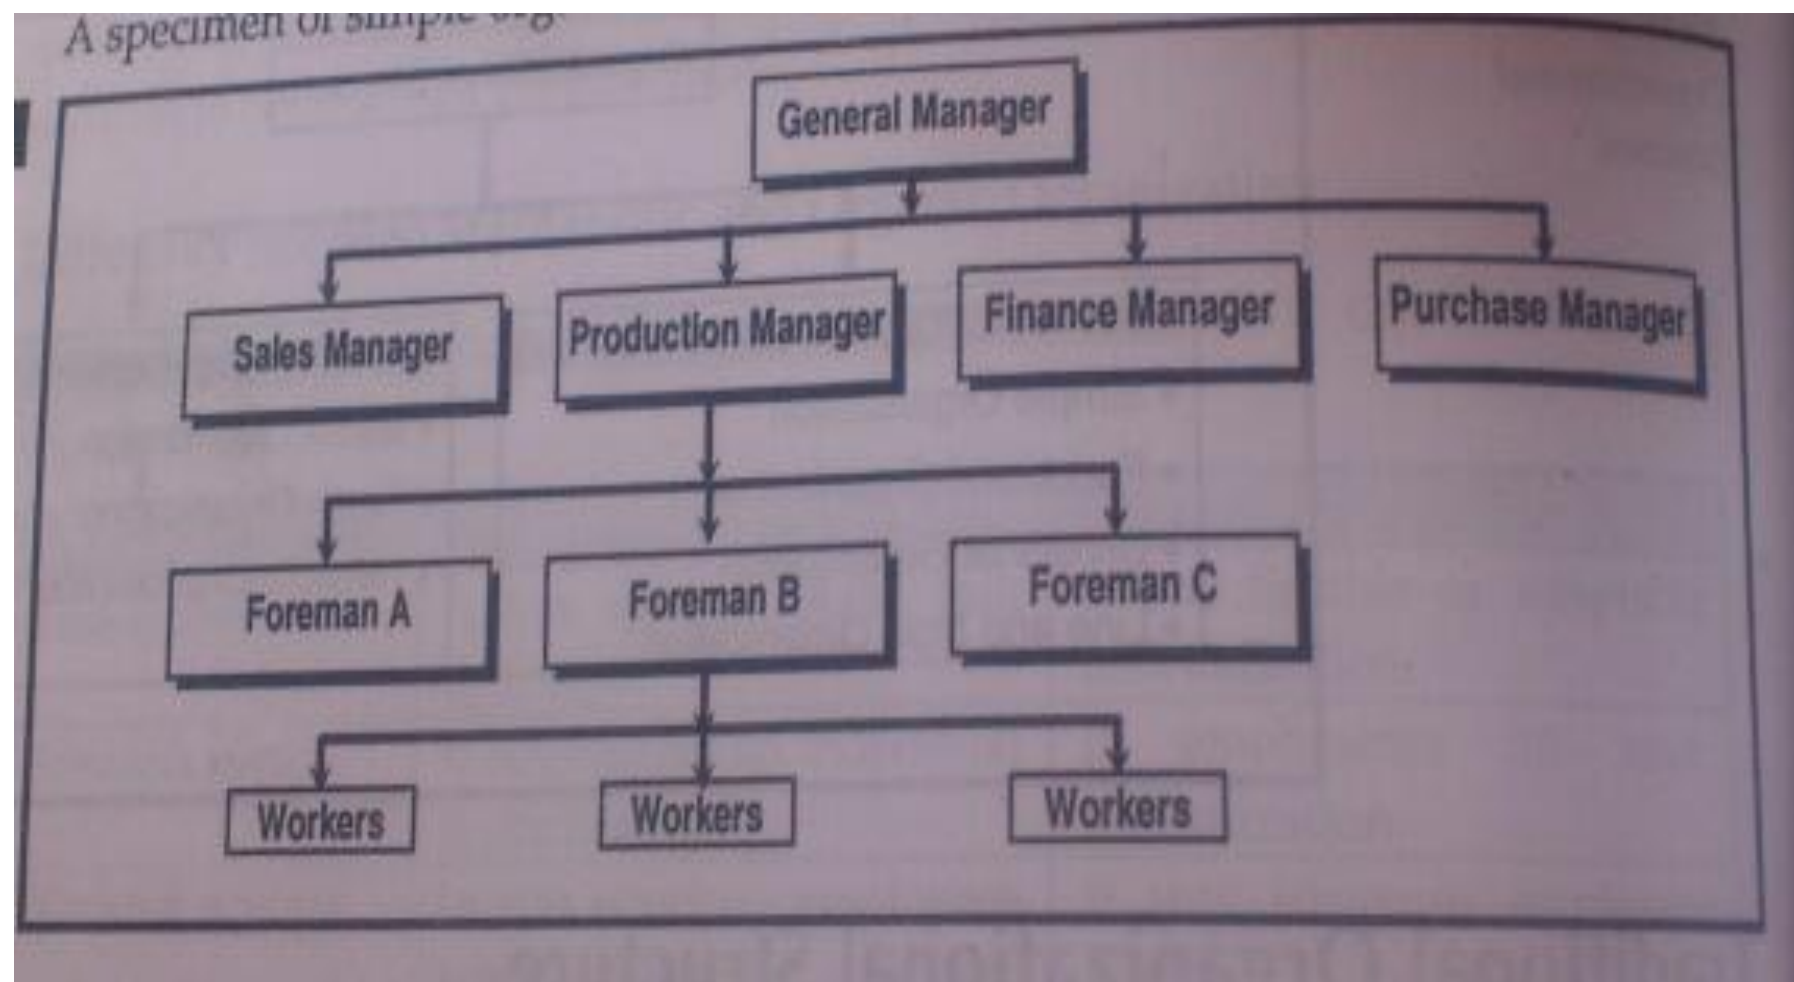 A specimen of simple
General Manager
Sales Manager
Production Manager
Finance Manager
Purchase Manager
Foreman A
Foreman B
Foreman C
Workers
Workers
Workers